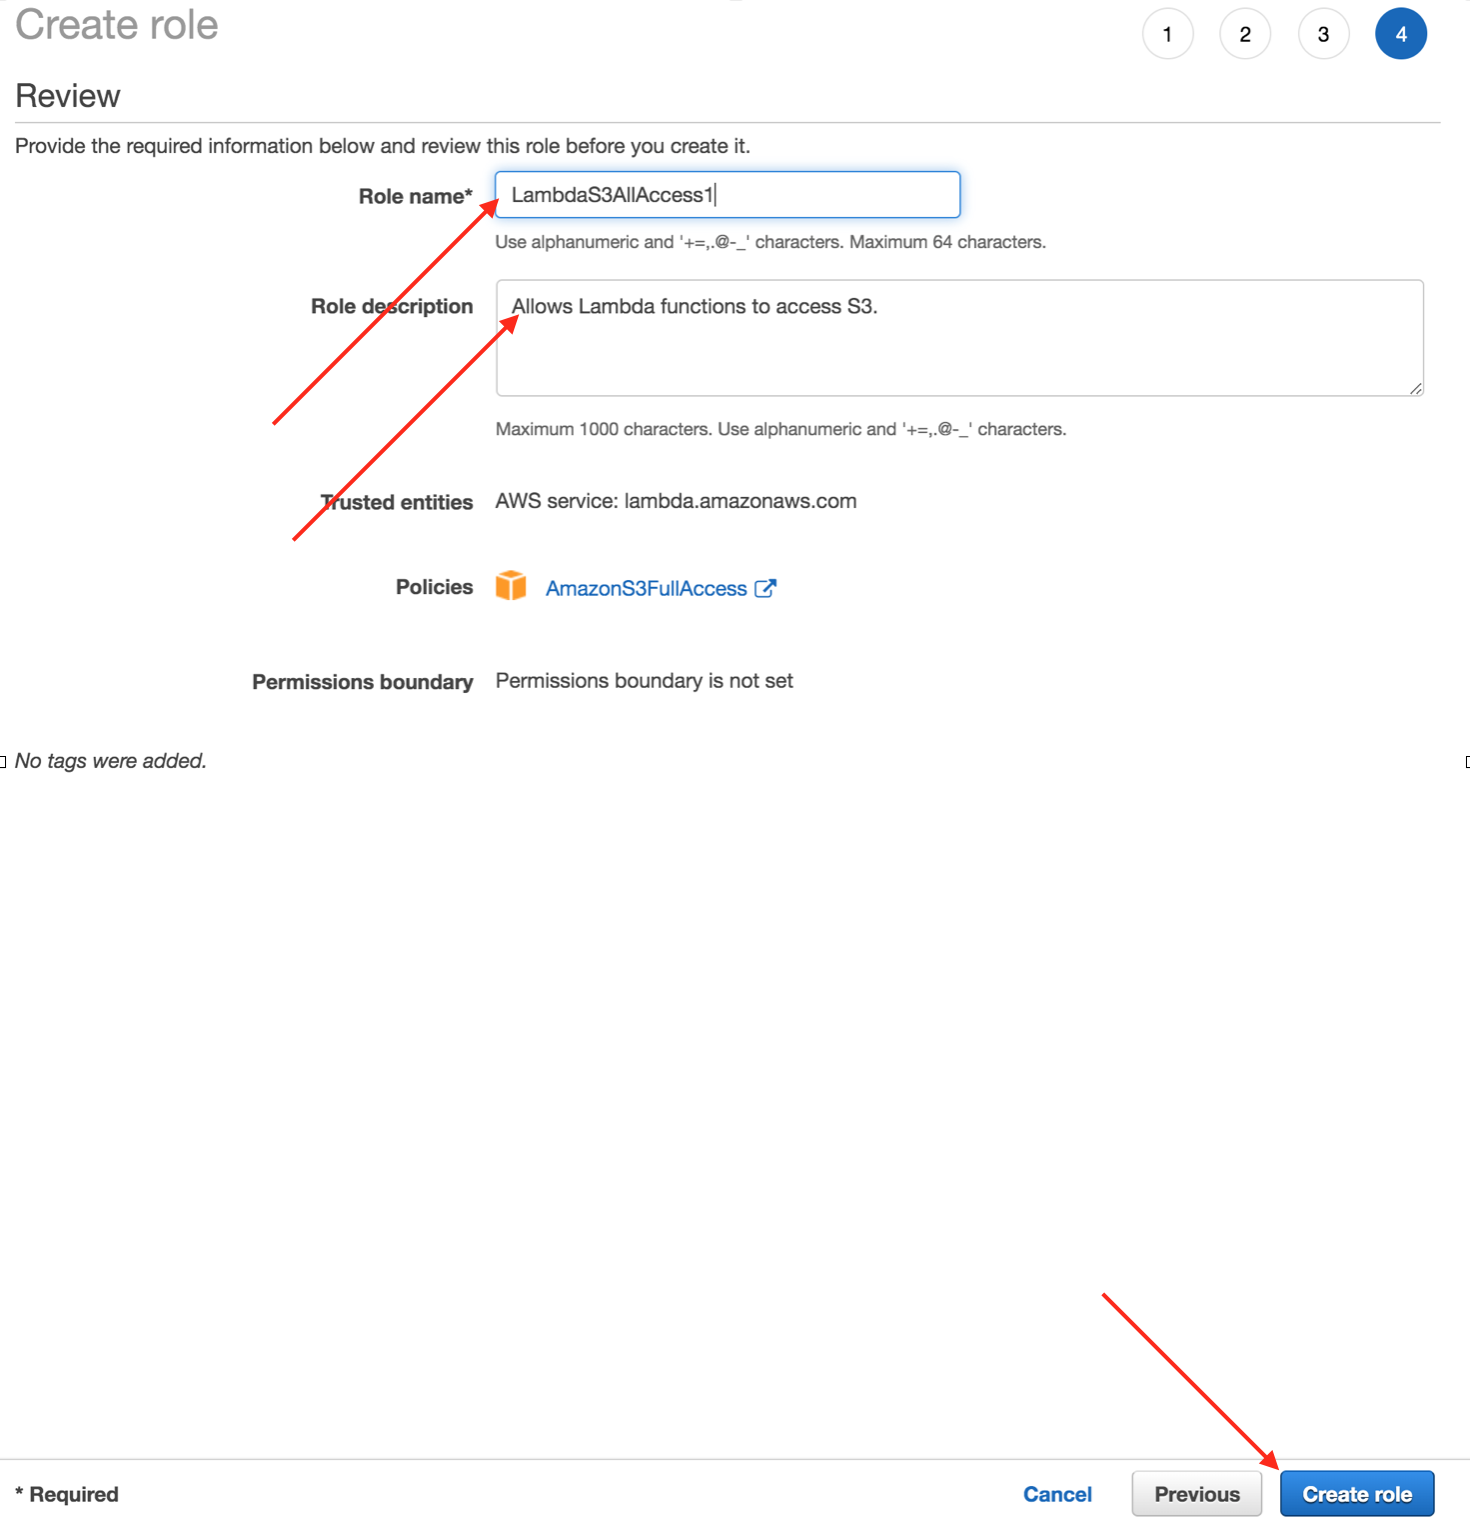 Create role
1 2 3 4
Review
Provide the required information below and review this role before you create it.
Role name* LambdaS3AllAccess1
Use alphanumeric and '+=,.@-_' characters. Maximum 64 characters.
Role description Allows Lambda functions to access S3.
Maximum 1000 characters. Use alphanumeric and '+=,.@-_' characters.
Trusted entities AWS service: lambda.amazonaws.com
Policies AmazonS3FullAccess
Permissions boundary Permissions boundary is not set
No tags were added.
* Required Cancel Previous Create role